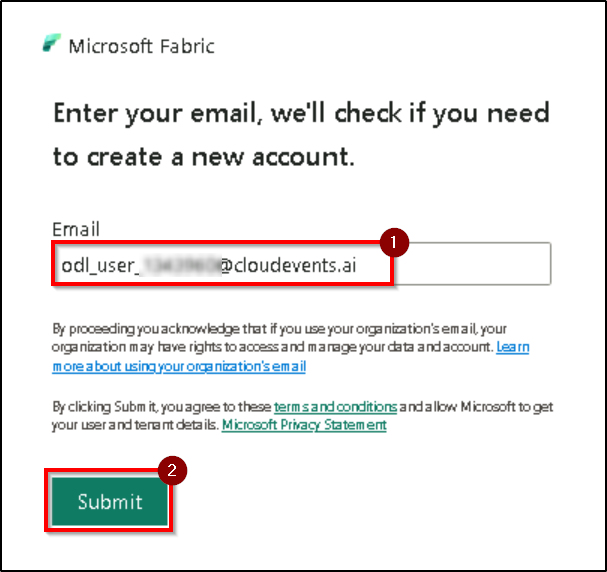 Microsoft Fabric
Enter your email, we'll check if you need
to create a new account.
Email
1
odl_user_ @cloudevents.ai
By proceeding you acknowledge that if you use your organization's email, your
organization may have rights to access and manage your data and account. Learn
more about using your organization's email
By clicking Submit, you agree to these terms and conditions and allow Microsoft to get
your user and tenant details. Microsoft Privacy Statement
2
Submit